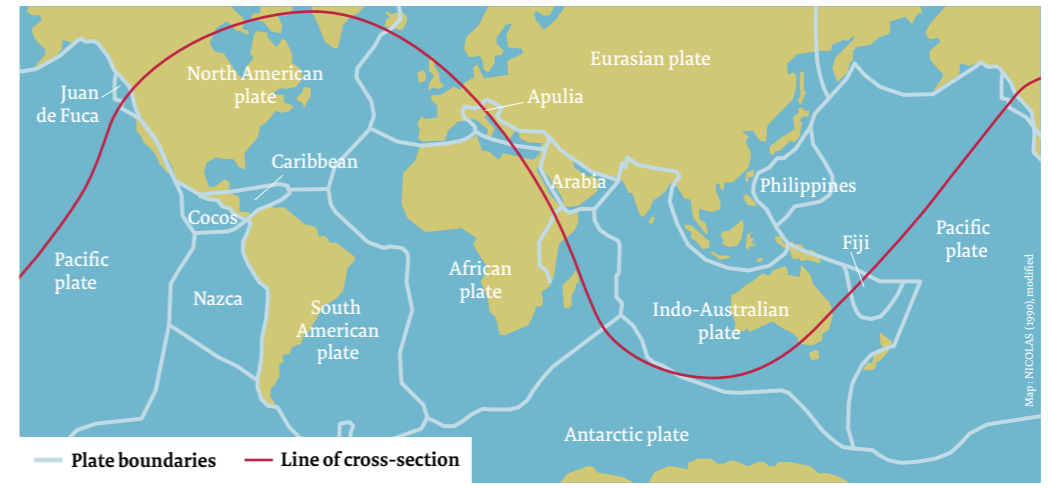 Eurasian plate
North American
plate
Juan
de Fuca
Apulia
Caribbean
Arabia
Philippines
Cocos
Pacific
plate
Fiji
Pacific
plate
African
plate
Nazca
South
American
plate
Indo-Australian
plate
Antarctic plate
Plate boundaries
Line of cross-section
Map : NICOLAS (1990), modified